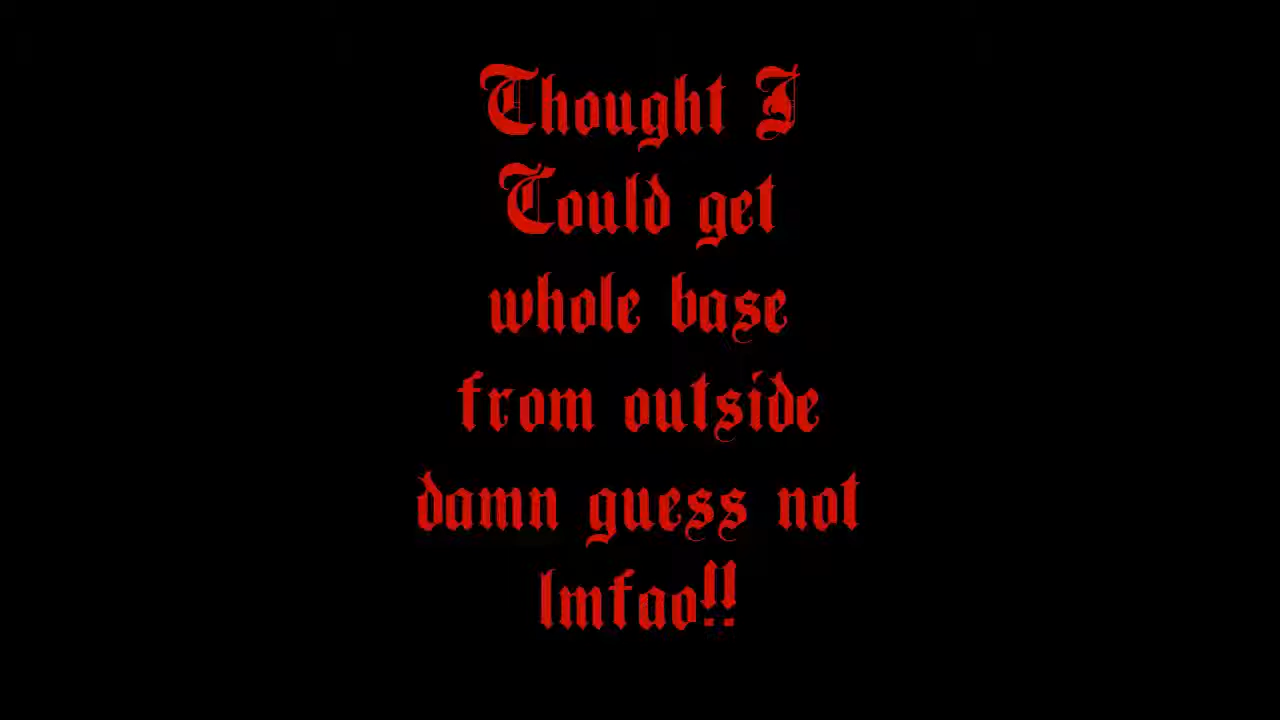 Thought I
Could get
whole base
from outside
damn guess not
lmfao!!